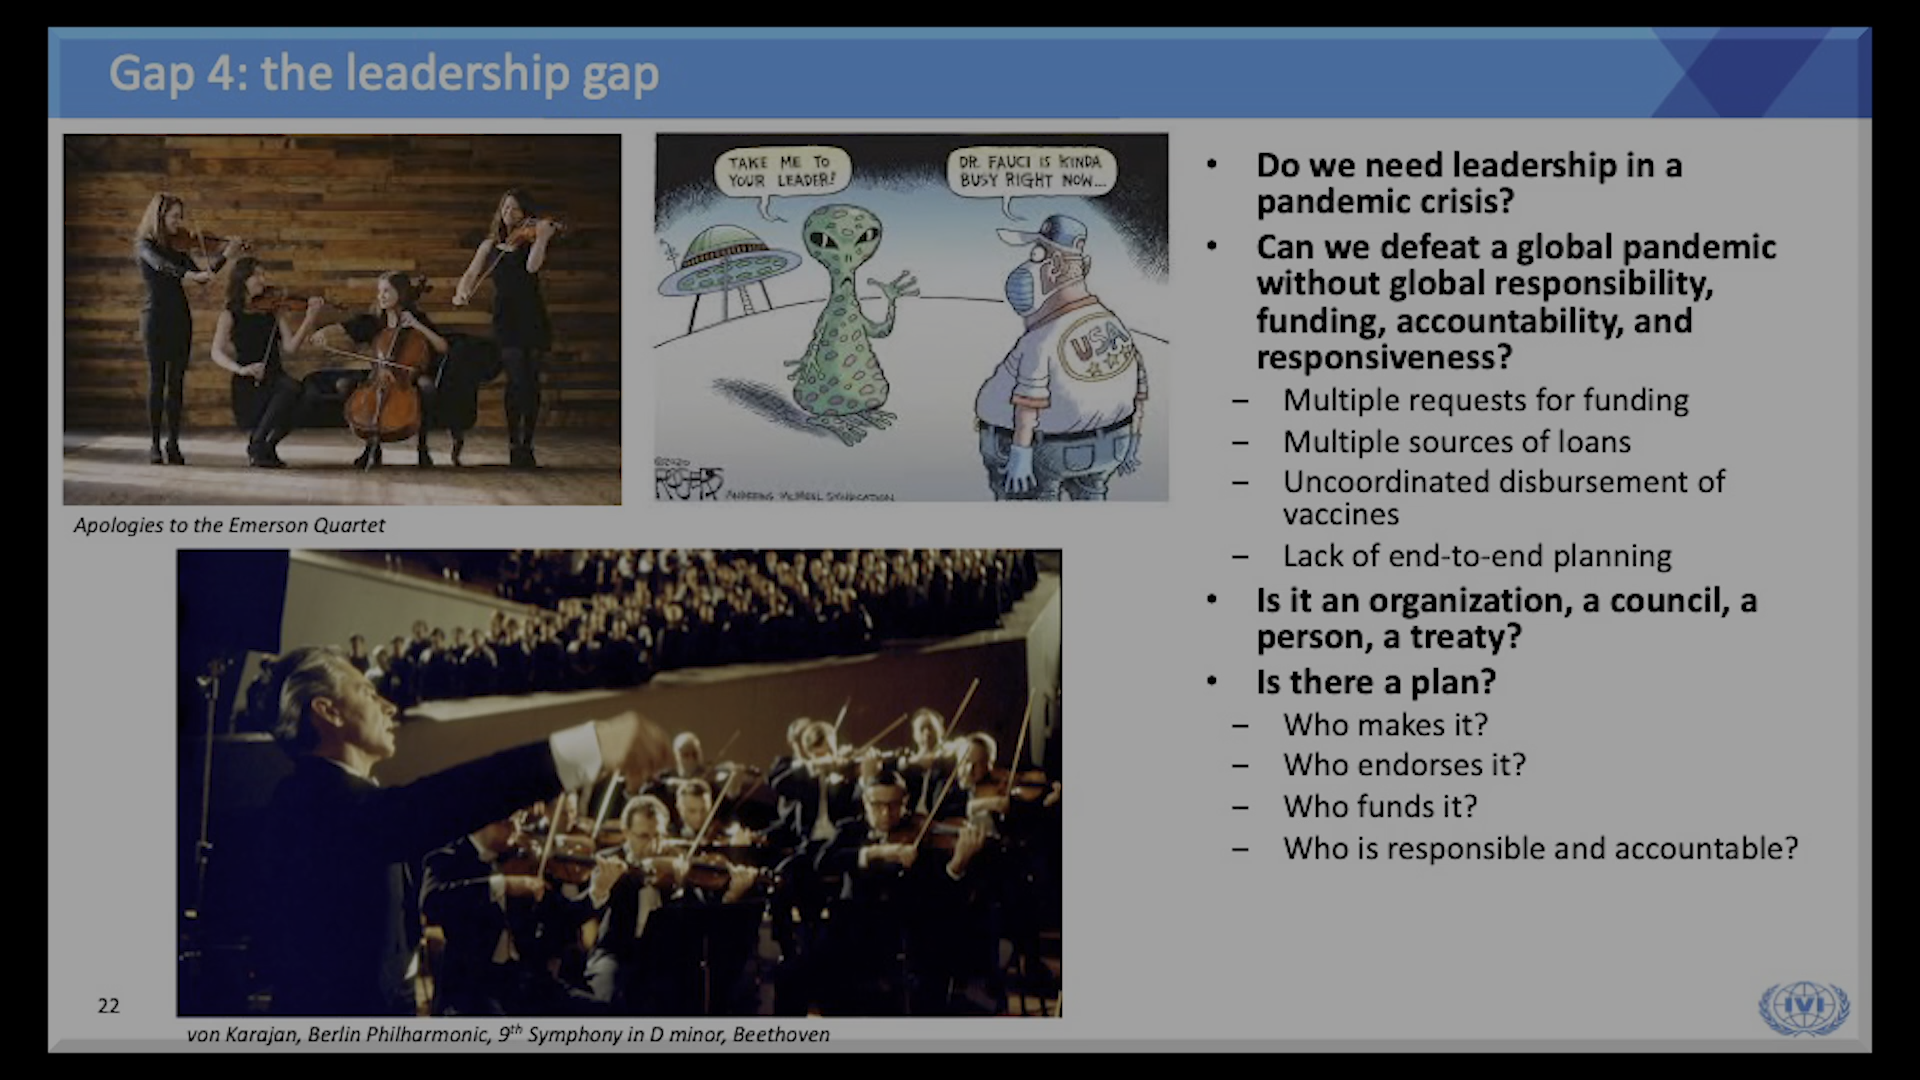 Gap 4: the leadership gap
TAKE ME TO
YOUR LEADER!
DR. FAUCI IS KINDA
BUSY RIGHT NOW...
USA
©2020
ROGERS
ANDREWS McMEEL SYNDICATION
Apologies to the Emerson Quartet
von Karajan, Berlin Philharmonic, 9th Symphony in D minor, Beethoven
• Do we need leadership in a
pandemic crisis?
• Can we defeat a global pandemic
without global responsibility,
funding, accountability, and
responsiveness?
– Multiple requests for funding
– Multiple sources of loans
– Uncoordinated disbursement of
vaccines
– Lack of end-to-end planning
• Is it an organization, a council, a
person, a treaty?
• Is there a plan?
– Who makes it?
– Who endorses it?
– Who funds it?
– Who is responsible and accountable?
22
IVI